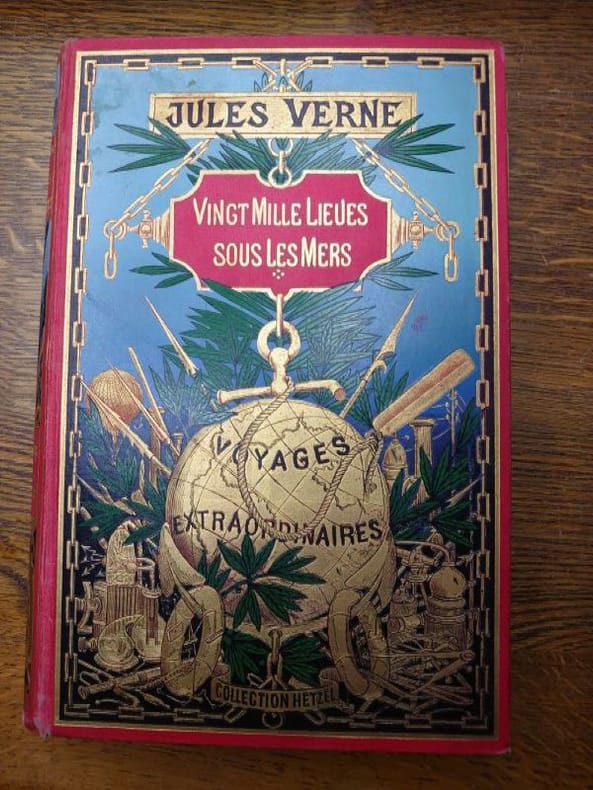 JULES VERNE
VINGT MILLE LIEUES
SOUS LES MERS
VOYAGES
EXTRAORDINAIRES
COLLECTION HETZEL